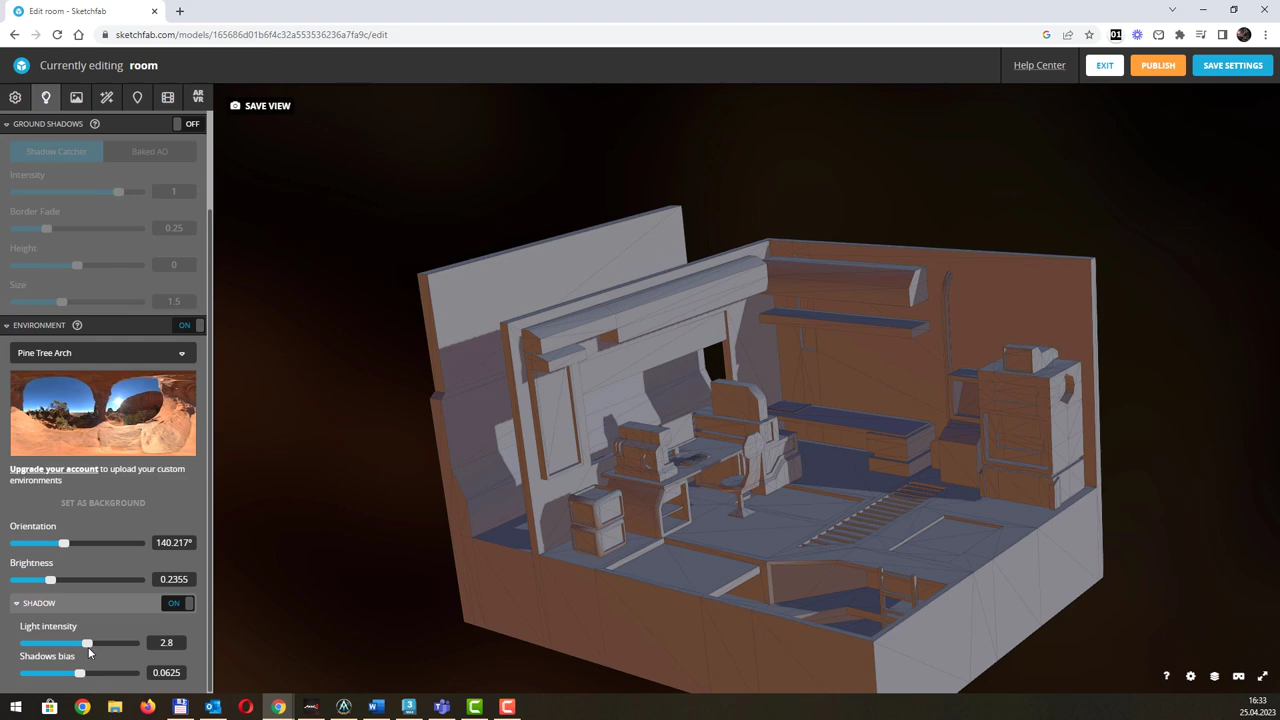 Edit room - Sketchfab
sketchfab.com/models/165686d01b6f4c32a553536236a7fa9c/edit
Currently editing room
Help Center
EXIT
PUBLISH
SAVE SETTINGS
AR
VR
SAVE VIEW
GROUND SHADOWS ? OFF
Shadow Catcher Baked AO
Intensity
1
Border Fade
0.25
Height
0
Size
1.5
ENVIRONMENT ? ON
Pine Tree Arch
Upgrade your account to upload your custom
environments
SET AS BACKGROUND
Orientation
140.217°
Brightness
0.2355
SHADOW ON
Light intensity
2.8
Shadows bias
0.0625
?
16:33
25.04.2023